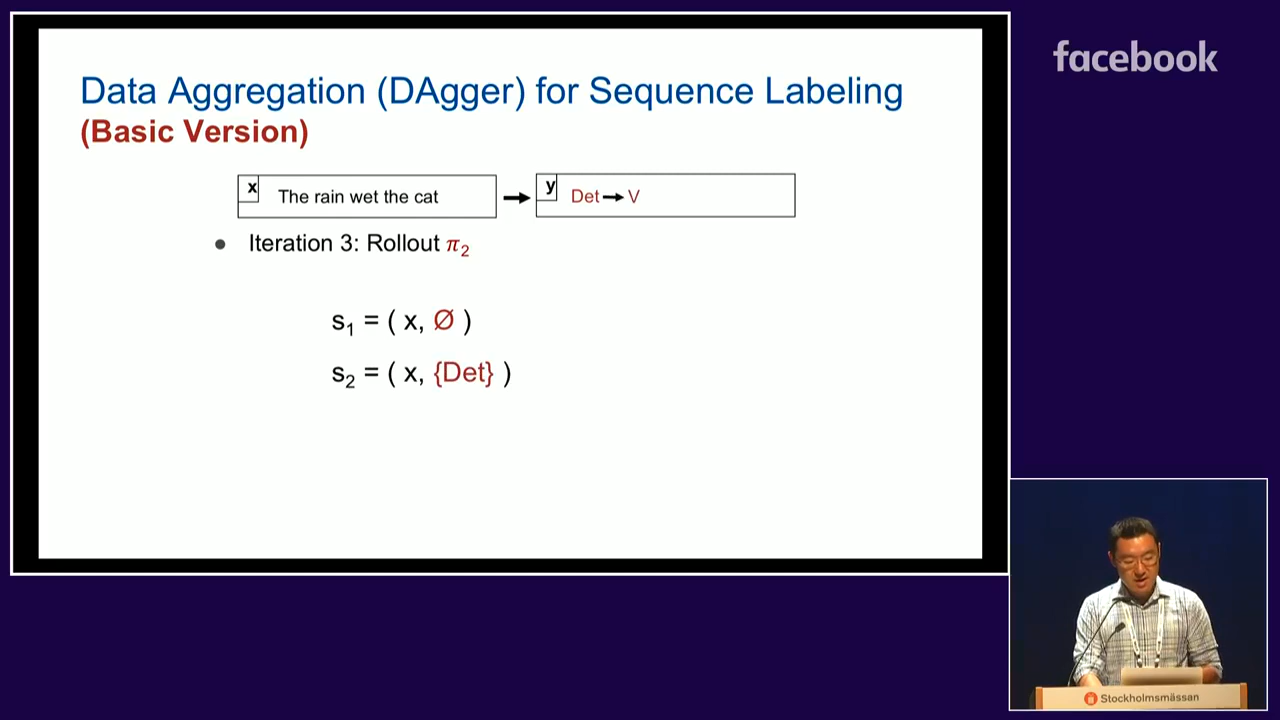 Data Aggregation (DAgger) for Sequence Labeling
(Basic Version)
x The rain wet the cat → y Det → V
● Iteration 3: Rollout π₂
s₁ = ( x, Ø )
s₂ = ( x, {Det} )
facebook
Stockholmsmässan